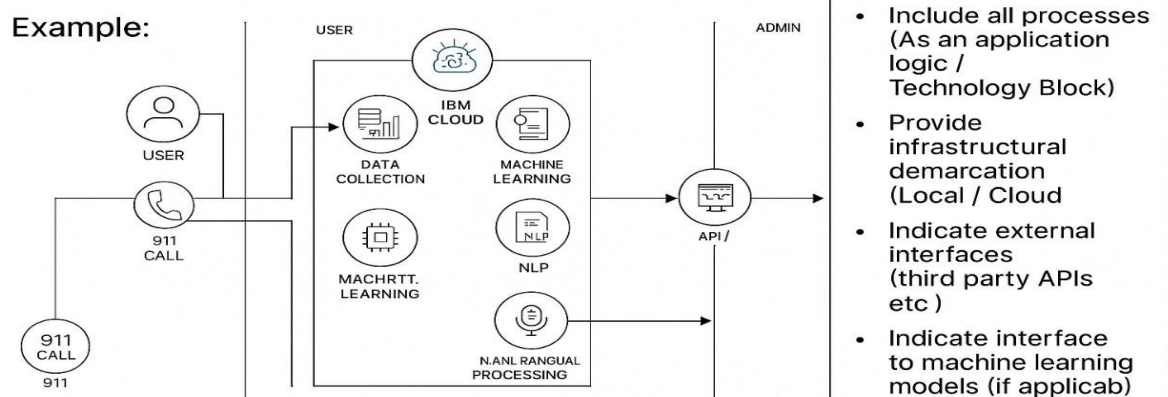 Example:
USER
ADMIN
USER
911
CALL
911
CALL
911
IBM
CLOUD
DATA
COLLECTION
MACHINE
LEARNING
MACHRTT.
LEARNING
NLP
NLP
N.ANL RANGUAL
PROCESSING
API /
• Include all processes
(As an application
logic /
Technology Block)
• Provide
infrastructural
demarcation
(Local / Cloud
• Indicate external
interfaces
(third party APIs
etc )
• Indicate interface
to machine learning
models (if applicab)